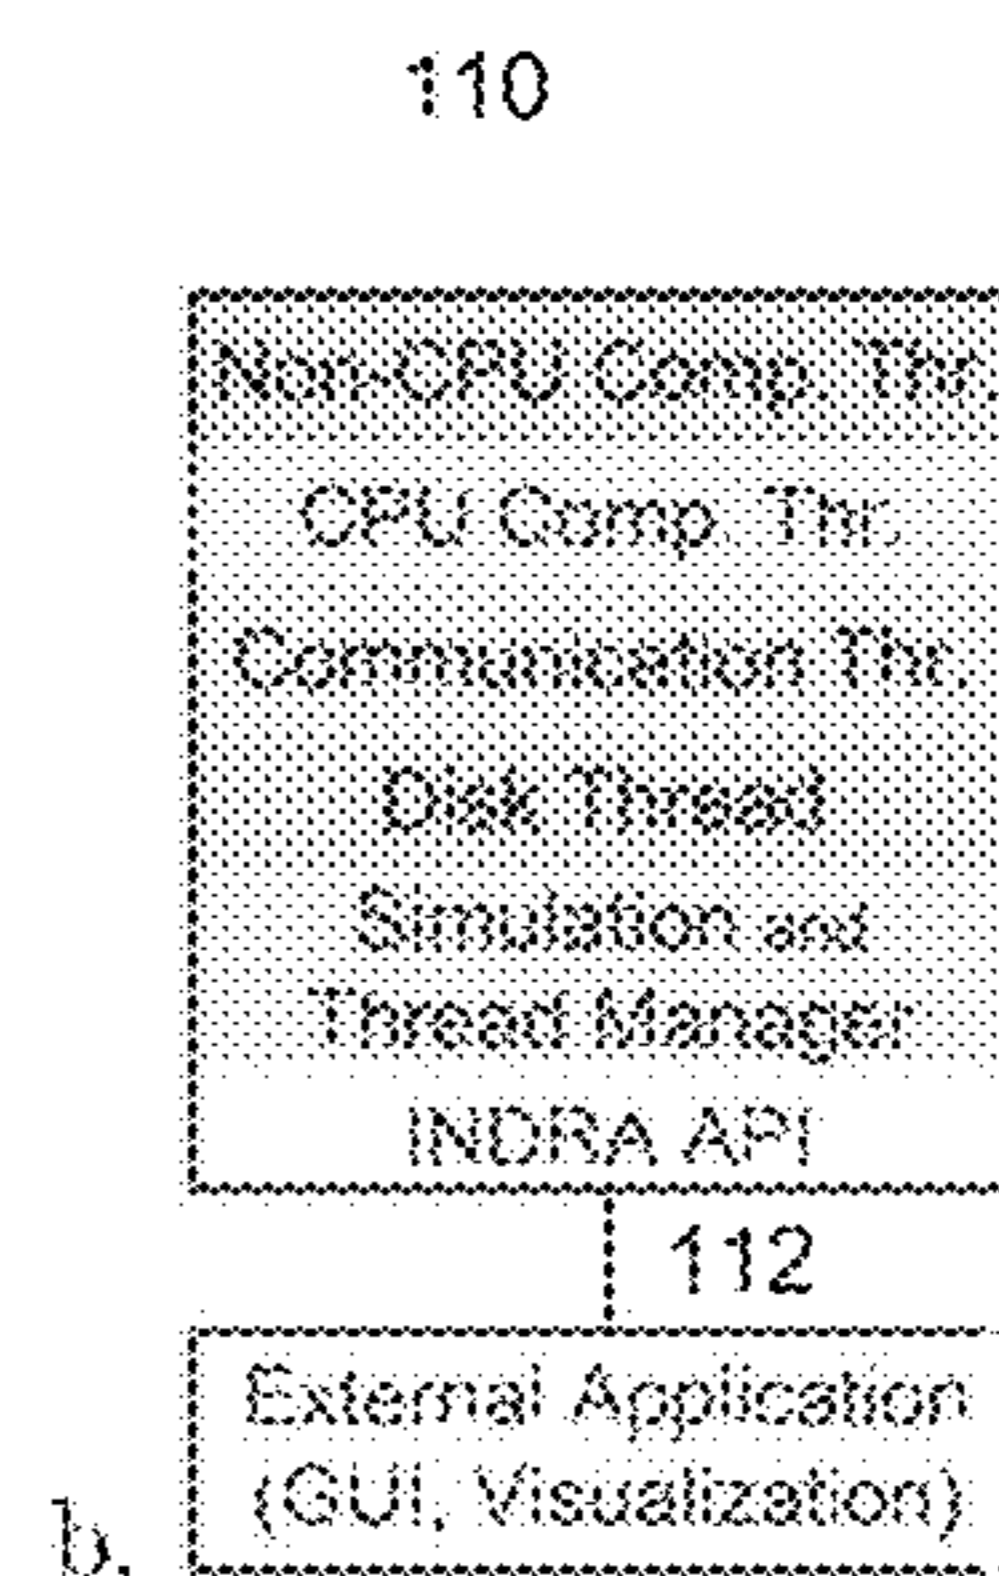 110
Non-CPU Comp. Thr.
CPU Comp. Thr.
Communication Thr.
Disk Thread
Simulation and
Thread Manager
INDRA API
112
External Application
(GUI, Visualization)
b.